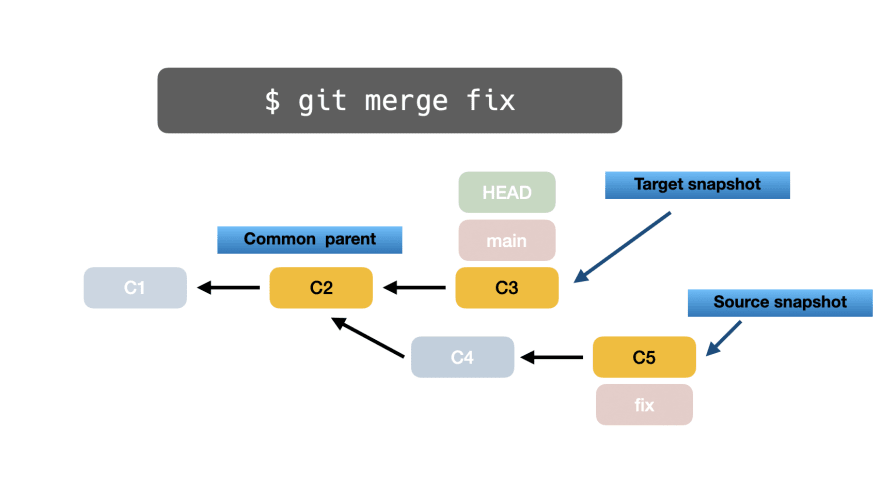 $ git merge fix
HEAD
Target snapshot
Common parent
main
C1
C2
C3
Source snapshot
C4
C5
fix